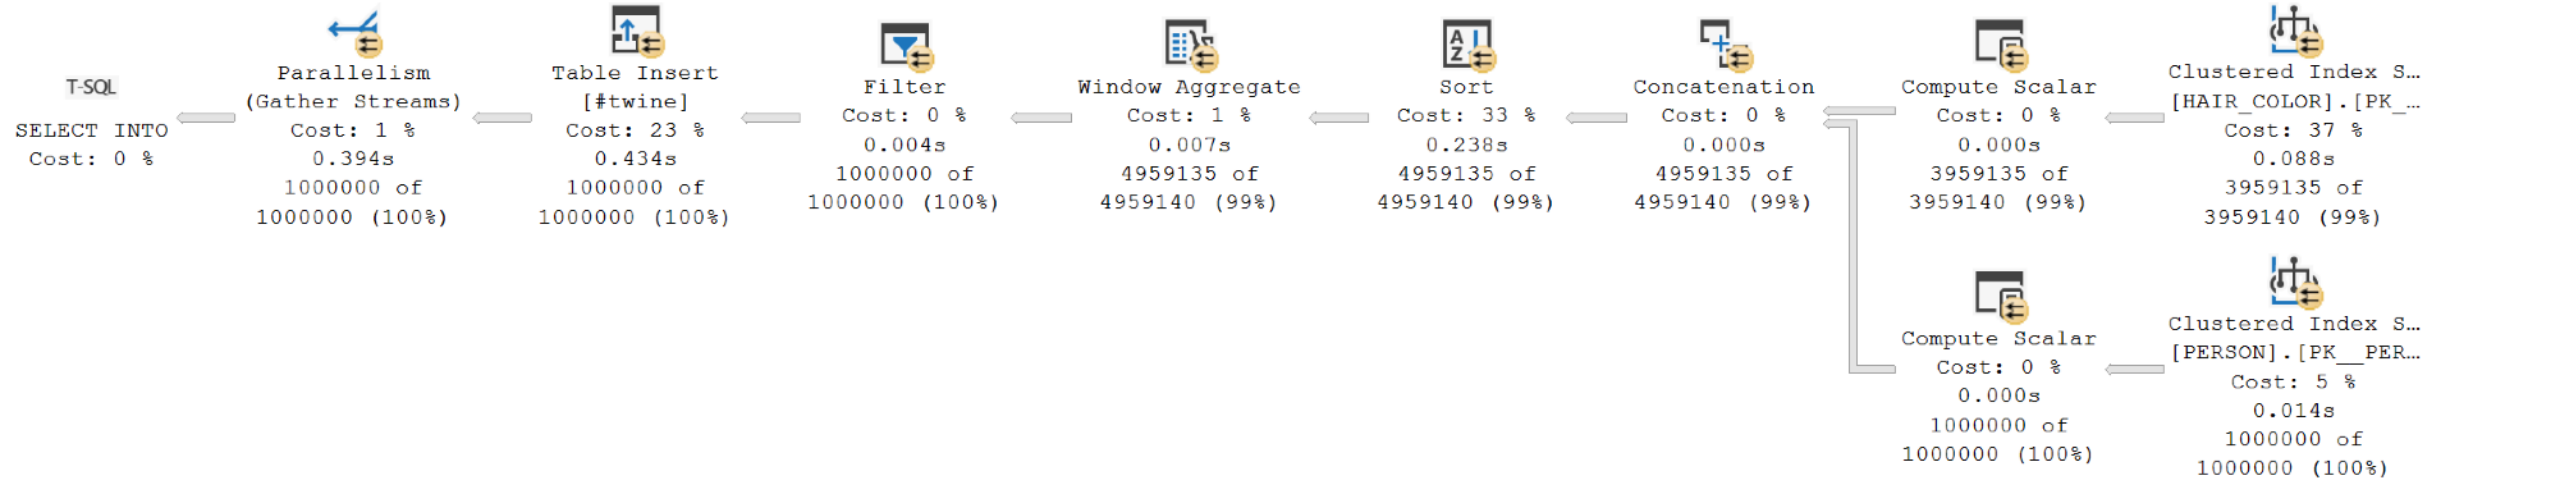 T-SQL
SELECT INTO
Cost: 0 %
Parallelism
(Gather Streams)
Cost: 1 %
0.394s
1000000 of
1000000 (100%)
Table Insert
[#twine]
Cost: 23 %
0.434s
1000000 of
1000000 (100%)
Filter
Cost: 0 %
0.004s
1000000 of
1000000 (100%)
Window Aggregate
Cost: 1 %
0.007s
4959135 of
4959140 (99%)
Sort
Cost: 33 %
0.238s
4959135 of
4959140 (99%)
Concatenation
Cost: 0 %
0.000s
4959135 of
4959140 (99%)
Compute Scalar
Cost: 0 %
0.000s
3959135 of
3959140 (99%)
Clustered Index S…
[HAIR_COLOR].[PK_…
Cost: 37 %
0.088s
3959135 of
3959140 (99%)
Compute Scalar
Cost: 0 %
0.000s
1000000 of
1000000 (100%)
Clustered Index S…
[PERSON].[PK__PER…
Cost: 5 %
0.014s
1000000 of
1000000 (100%)